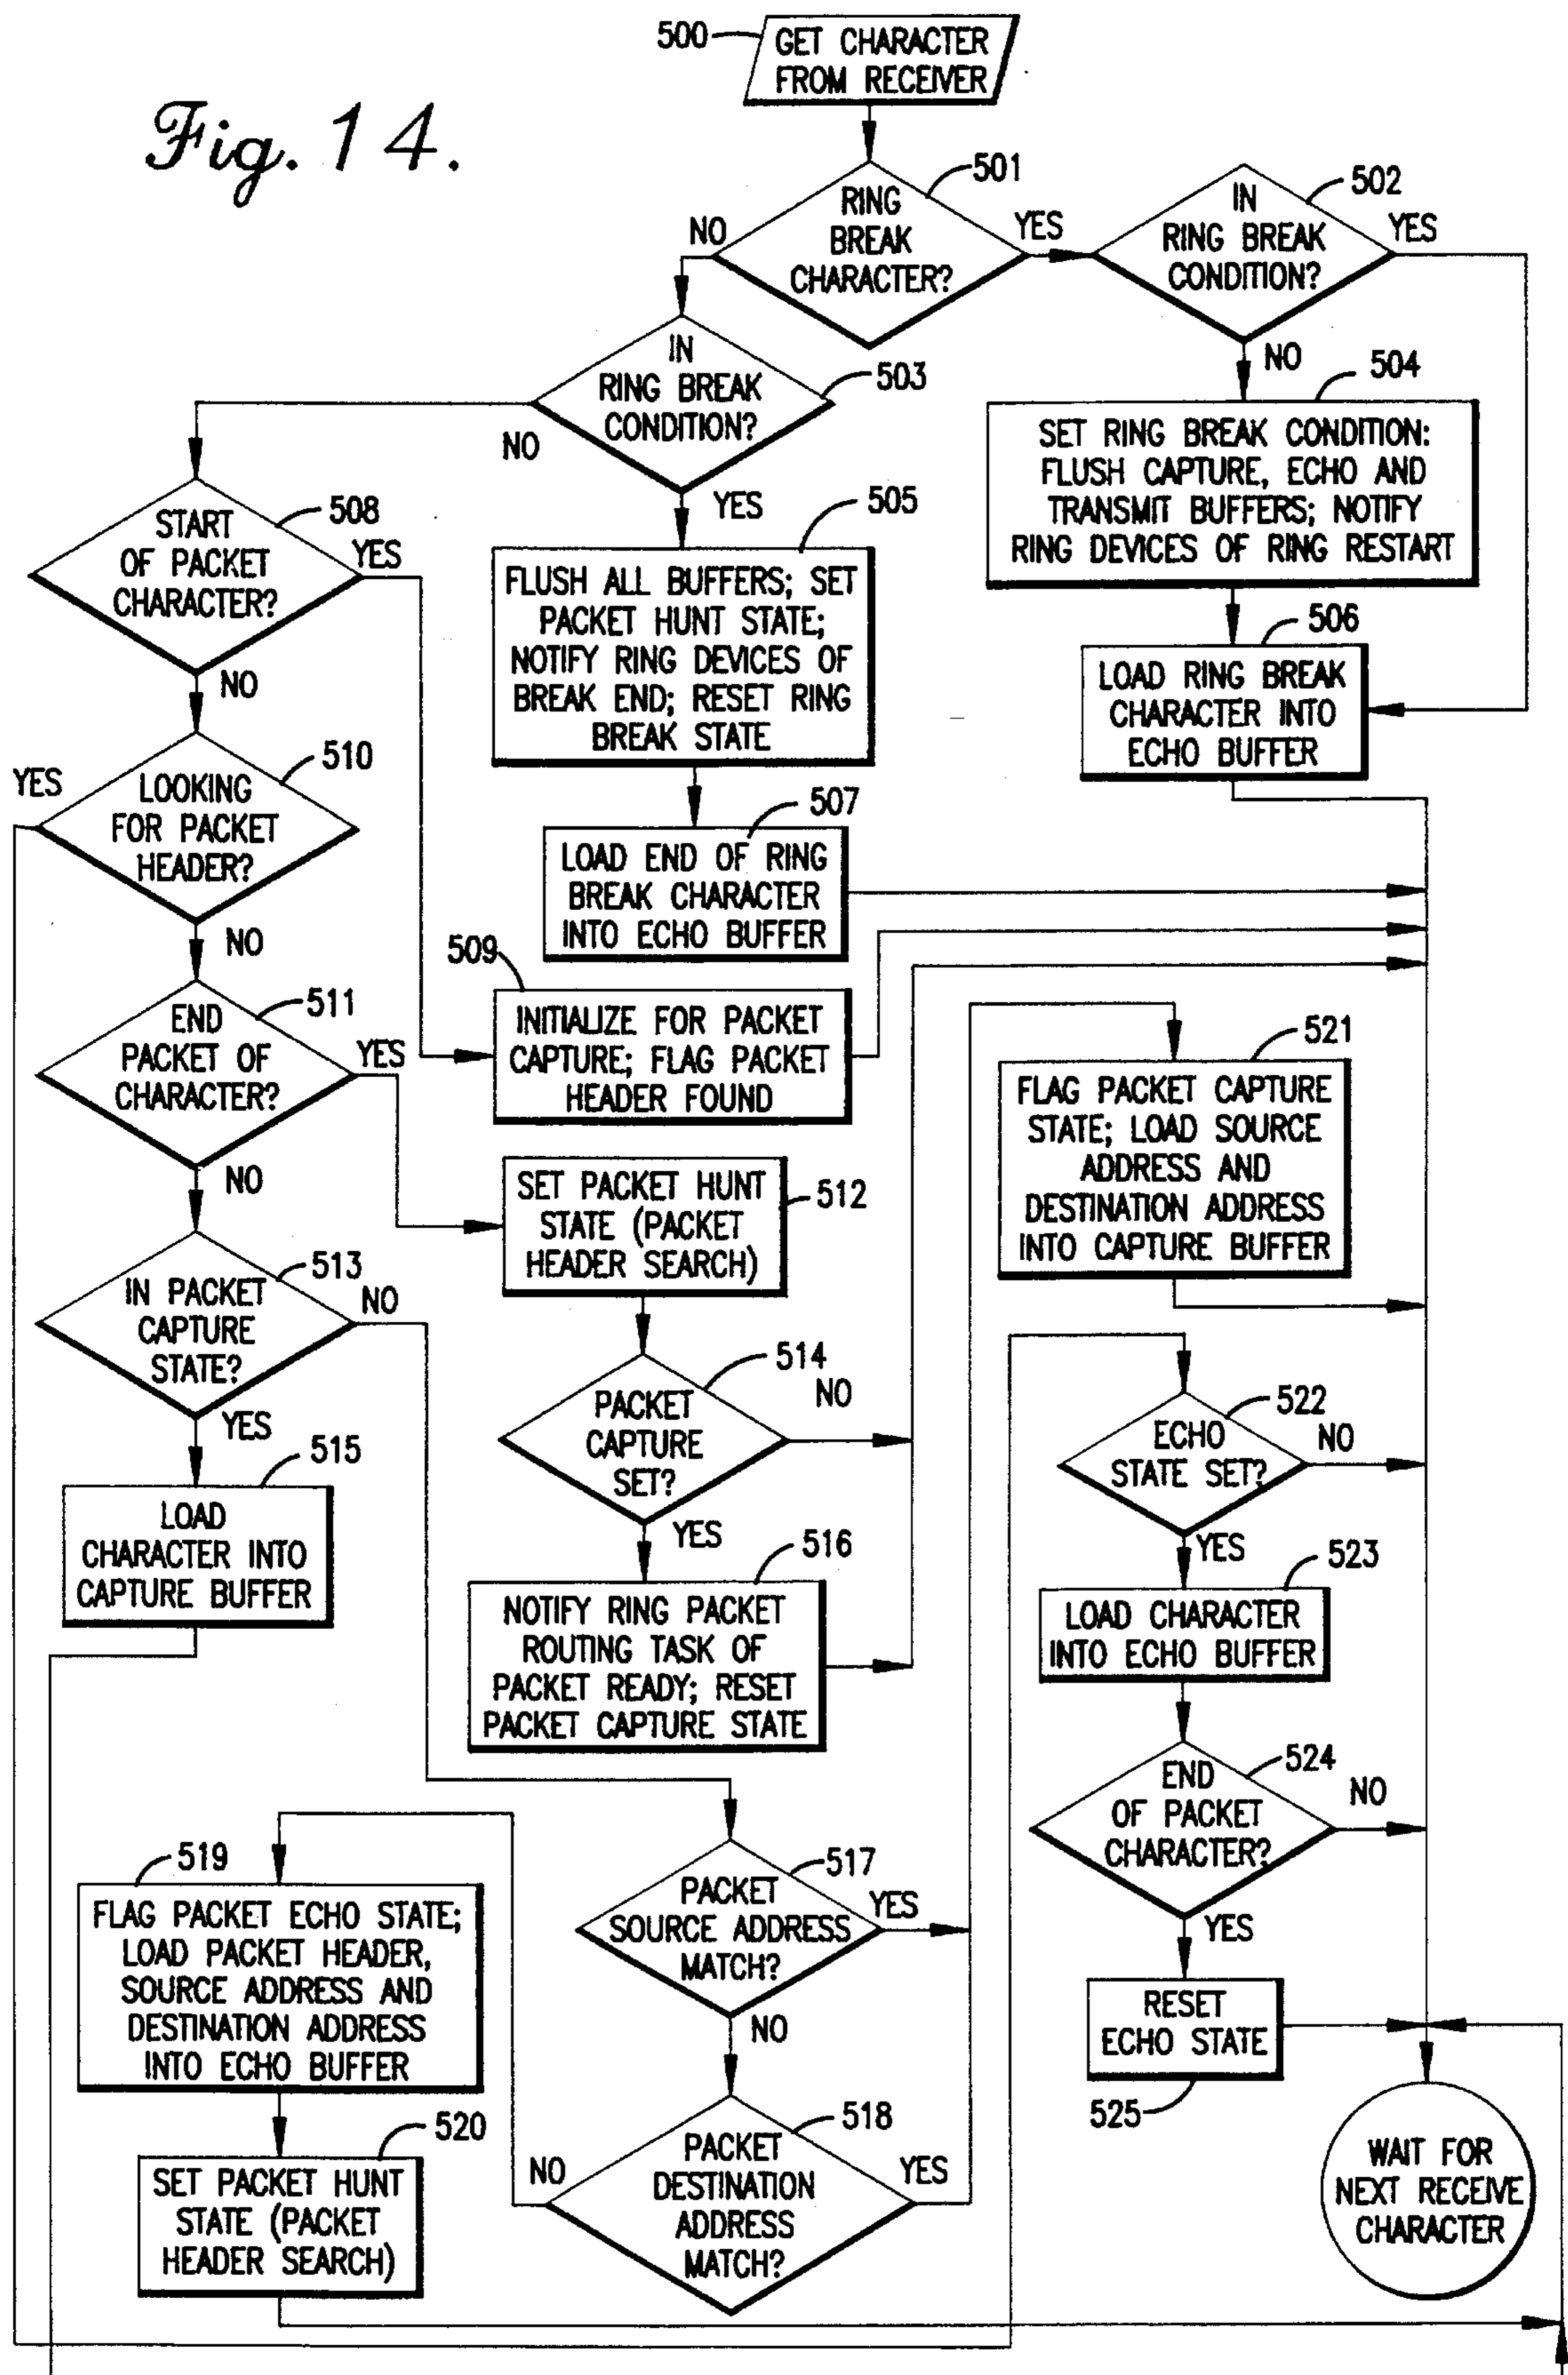 Fig. 14.
500
GET CHARACTER
FROM RECEIVER
501
RING
BREAK
CHARACTER?
NO
YES
502
IN
RING BREAK
CONDITION?
YES
NO
503
IN
RING BREAK
CONDITION?
NO
YES
504
SET RING BREAK CONDITION:
FLUSH CAPTURE, ECHO AND
TRANSMIT BUFFERS; NOTIFY
RING DEVICES OF RING RESTART
505
FLUSH ALL BUFFERS; SET
PACKET HUNT STATE;
NOTIFY RING DEVICES OF
BREAK END; RESET RING
BREAK STATE
506
LOAD RING BREAK
CHARACTER INTO
ECHO BUFFER
507
LOAD END OF RING
BREAK CHARACTER
INTO ECHO BUFFER
508
START
OF PACKET
CHARACTER?
YES
NO
509
INITIALIZE FOR PACKET
CAPTURE; FLAG PACKET
HEADER FOUND
510
YES
LOOKING
FOR PACKET
HEADER?
NO
511
END
PACKET OF
CHARACTER?
YES
NO
512
SET PACKET HUNT
STATE (PACKET
HEADER SEARCH)
513
IN PACKET
CAPTURE
STATE?
NO
YES
514
PACKET
CAPTURE
SET?
NO
YES
515
LOAD
CHARACTER INTO
CAPTURE BUFFER
516
NOTIFY RING PACKET
ROUTING TASK OF
PACKET READY; RESET
PACKET CAPTURE STATE
517
PACKET
SOURCE ADDRESS
MATCH?
YES
NO
518
PACKET
DESTINATION
ADDRESS
MATCH?
NO
YES
519
FLAG PACKET ECHO STATE;
LOAD PACKET HEADER,
SOURCE ADDRESS AND
DESTINATION ADDRESS
INTO ECHO BUFFER
520
SET PACKET HUNT
STATE (PACKET
HEADER SEARCH)
521
FLAG PACKET CAPTURE
STATE; LOAD SOURCE
ADDRESS AND
DESTINATION ADDRESS
INTO CAPTURE BUFFER
522
ECHO
STATE SET?
NO
YES
523
LOAD CHARACTER
INTO ECHO BUFFER
524
END
OF PACKET
CHARACTER?
NO
YES
RESET
ECHO STATE
525
WAIT FOR
NEXT RECEIVE
CHARACTER